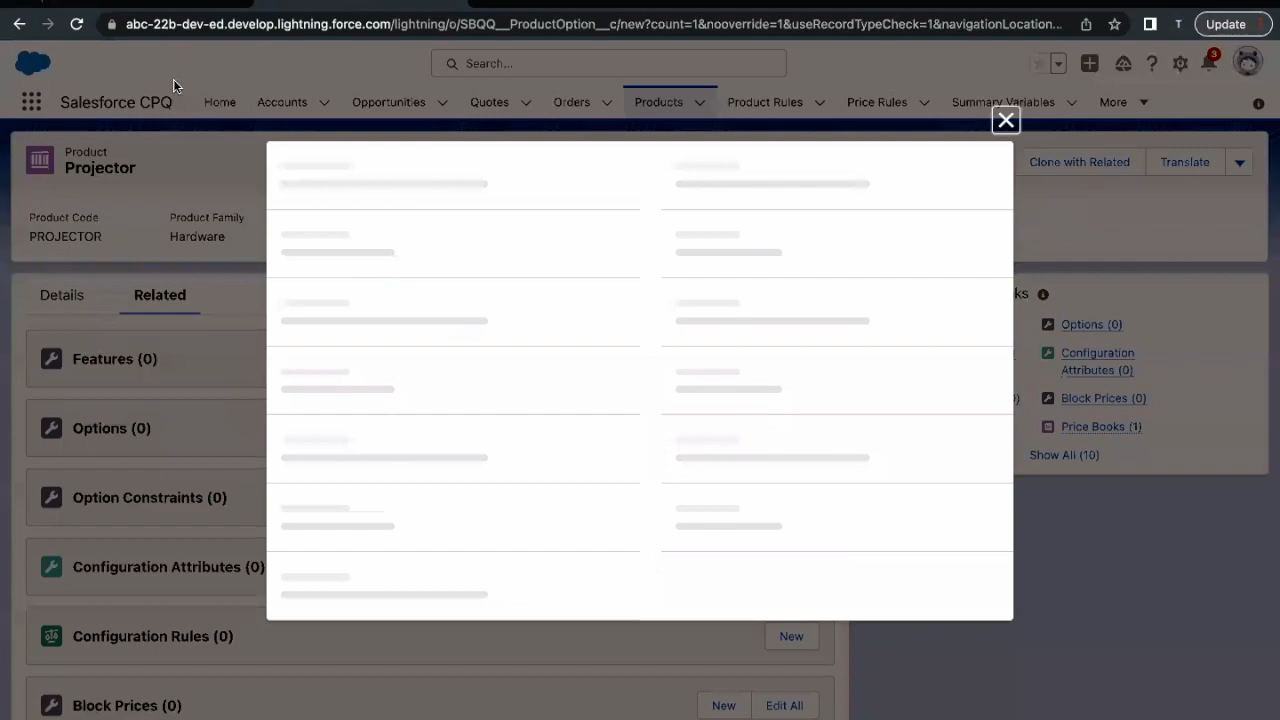 abc-22b-dev-ed.develop.lightning.force.com/lightning/o/SBQQ__ProductOption__c/new?count=1&nooverride=1&useRecordTypeCheck=1&navigationLocation...
T
Update
Search...
3
Salesforce CPQ
Home
Accounts
Opportunities
Quotes
Orders
Products
Product Rules
Price Rules
Summary Variables
More
Product
Projector
Clone with Related
Translate
Product Code
Product Family
PROJECTOR
Hardware
Details
Related
ks
Options (0)
Configuration
Attributes (0)
Block Prices (0)
Price Books (1)
Show All (10)
Features (0)
Options (0)
Option Constraints (0)
Configuration Attributes (0)
Configuration Rules (0)
New
Block Prices (0)
New
Edit All